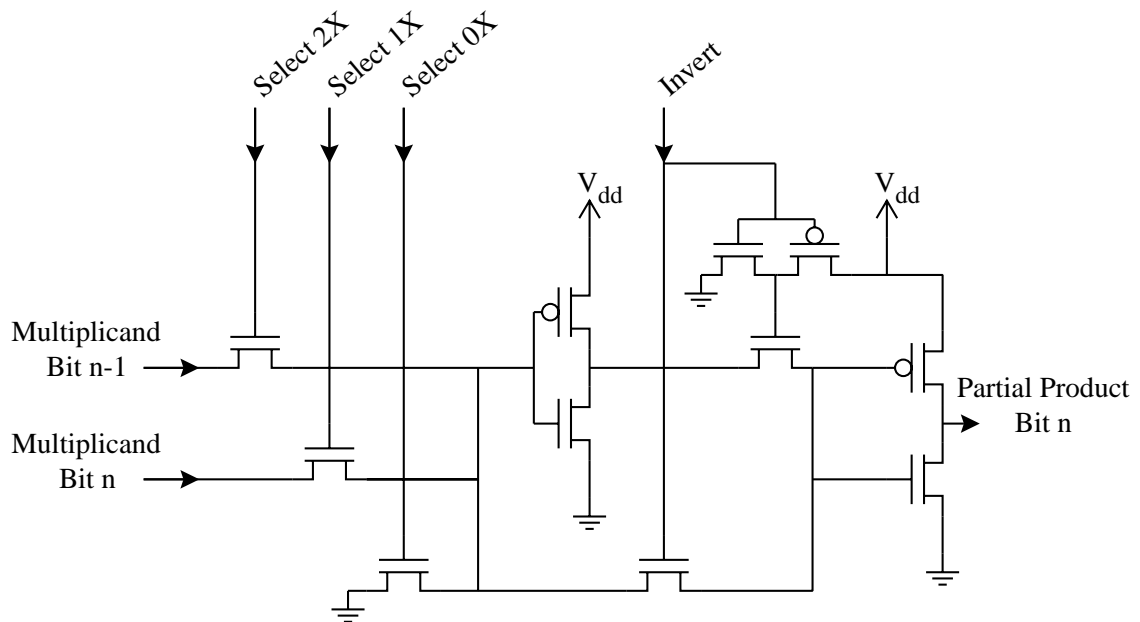 Select 2X
Select 1X
Select 0X
Invert
Vdd
Vdd
Multiplicand
Bit n-1
Partial Product
Bit n
Multiplicand
Bit n